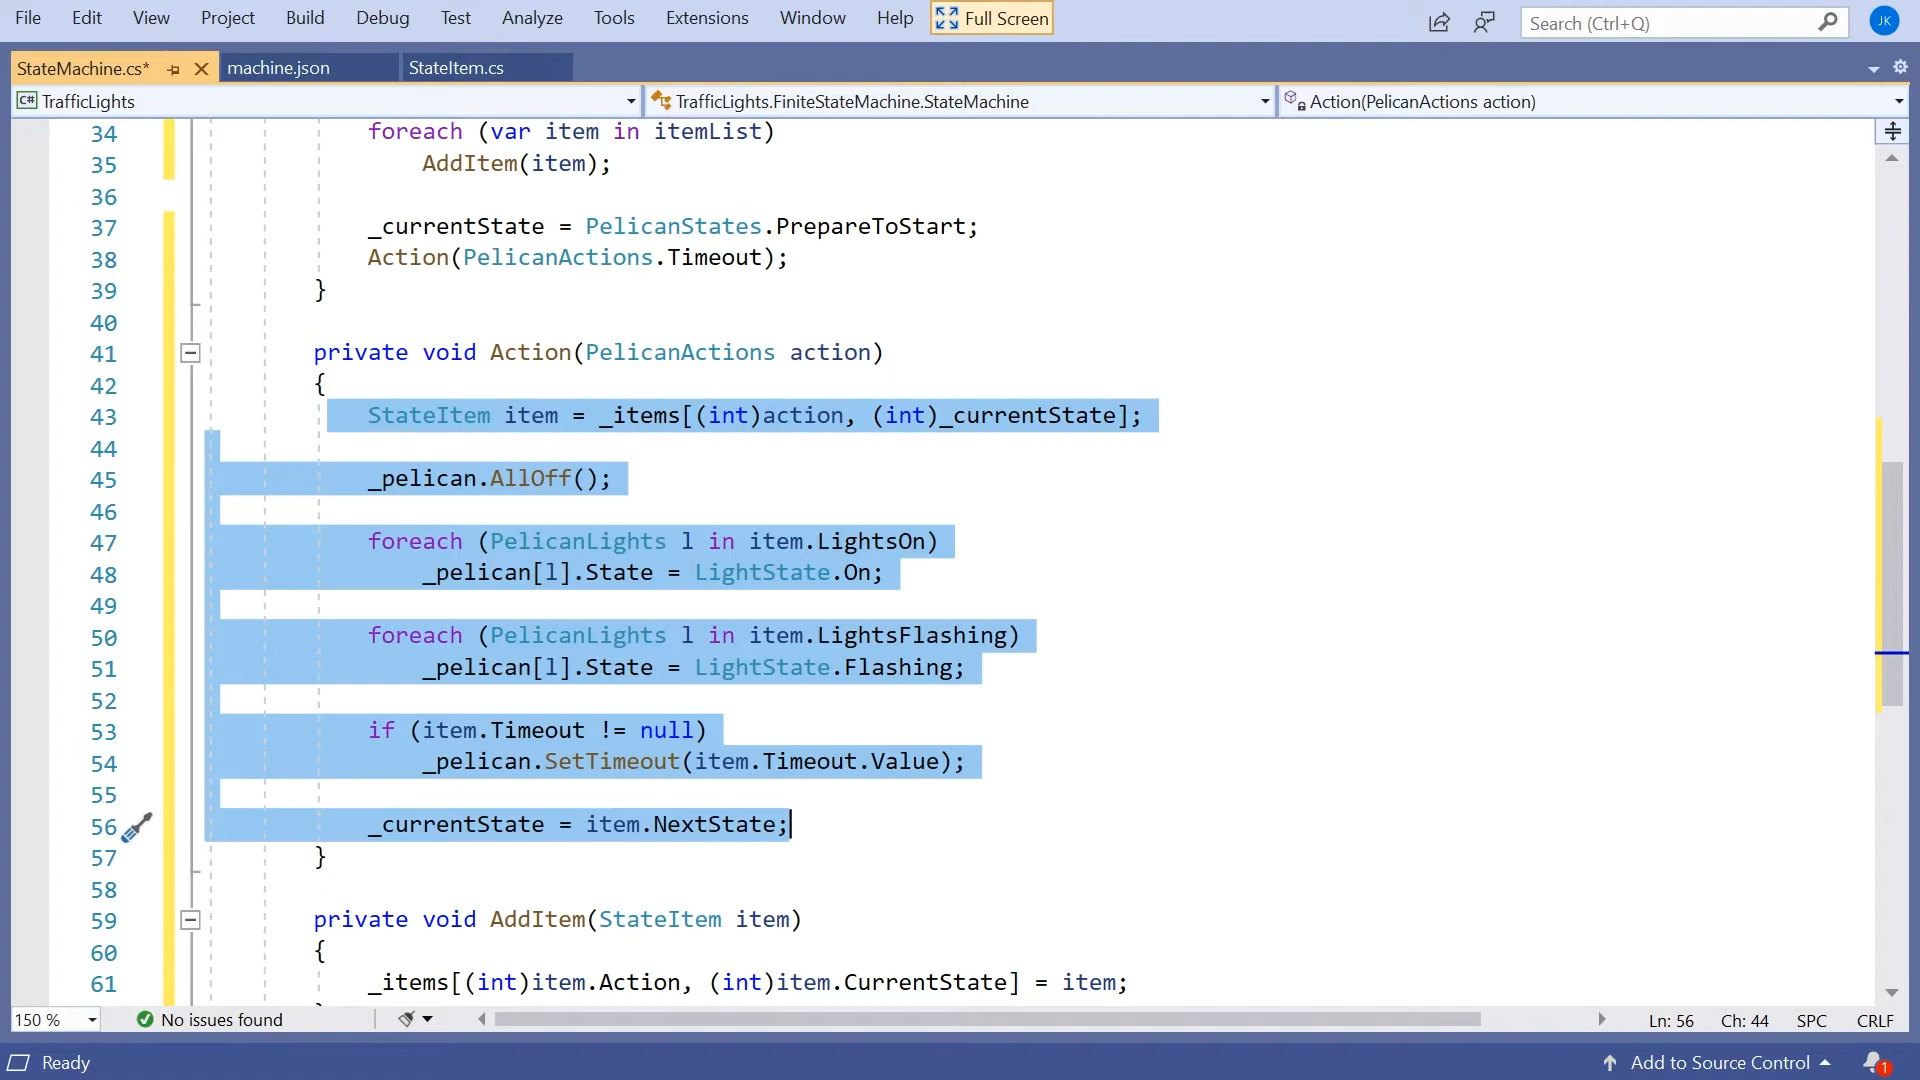 File Edit View Project Build Debug Test Analyze Tools Extensions Window Help Full Screen Search (Ctrl+Q) JK
StateMachine.cs* machine.json StateItem.cs
C# TrafficLights TrafficLights.FiniteStateMachine.StateMachine Action(PelicanActions action)
34 foreach (var item in itemList)
35 AddItem(item);
36
37 _currentState = PelicanStates.PrepareToStart;
38 Action(PelicanActions.Timeout);
39 }
40
41 private void Action(PelicanActions action)
42 {
43 StateItem item = _items[(int)action, (int)_currentState];
44
45 _pelican.AllOff();
46
47 foreach (PelicanLights l in item.LightsOn)
48 _pelican[l].State = LightState.On;
49
50 foreach (PelicanLights l in item.LightsFlashing)
51 _pelican[l].State = LightState.Flashing;
52
53 if (item.Timeout != null)
54 _pelican.SetTimeout(item.Timeout.Value);
55
56 _currentState = item.NextState;
57 }
58
59 private void AddItem(StateItem item)
60 {
61 _items[(int)item.Action, (int)item.CurrentState] = item;
150 % No issues found Ln: 56 Ch: 44 SPC CRLF
Ready Add to Source Control 1